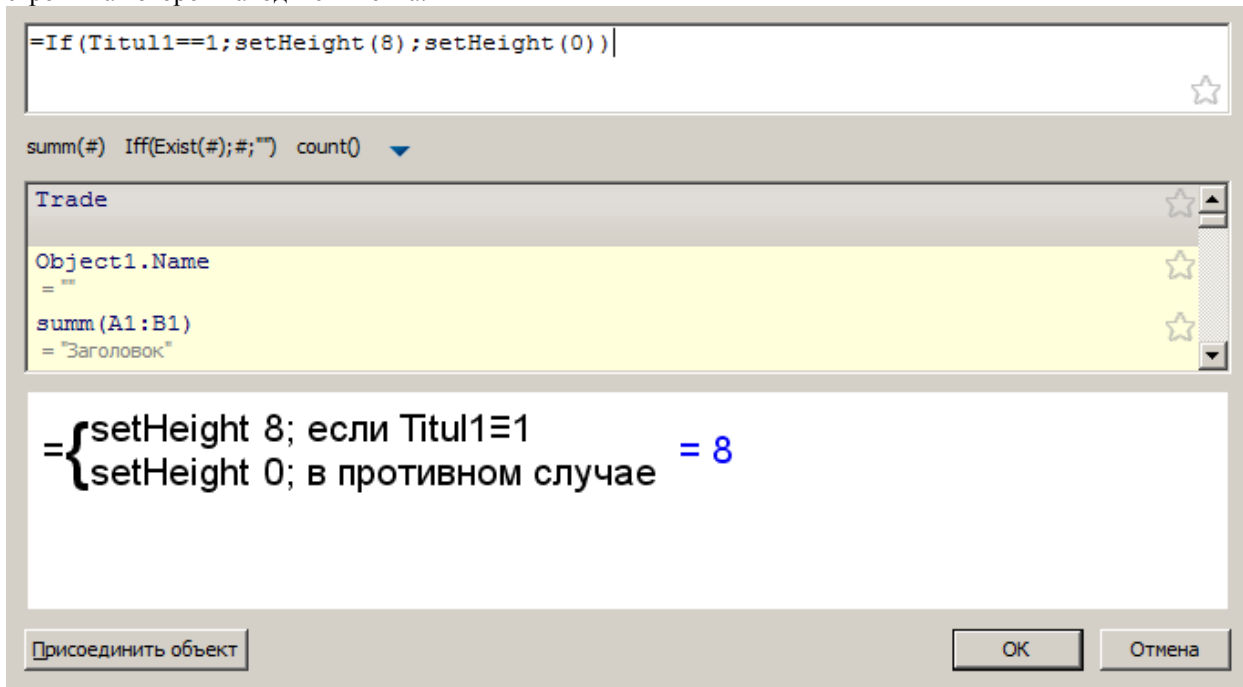 =If(Titul1==1;setHeight(8);setHeight(0))
summ(#) Iff(Exist(#);#;"") count()
Trade
Object1.Name
= ""
summ(A1:B1)
= "Заголовок"
={setHeight 8; если Titul1≡1
setHeight 0; в противном случае = 8
Присоединить объект OK Отмена